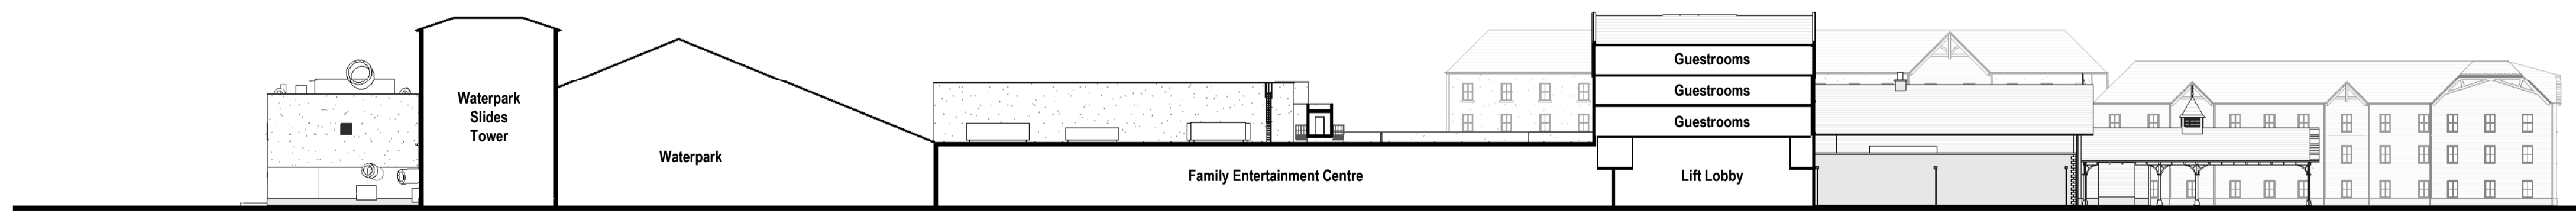 Waterpark
Slides
Tower
Waterpark
Family Entertainment Centre
Guestrooms
Guestrooms
Guestrooms
Lift Lobby